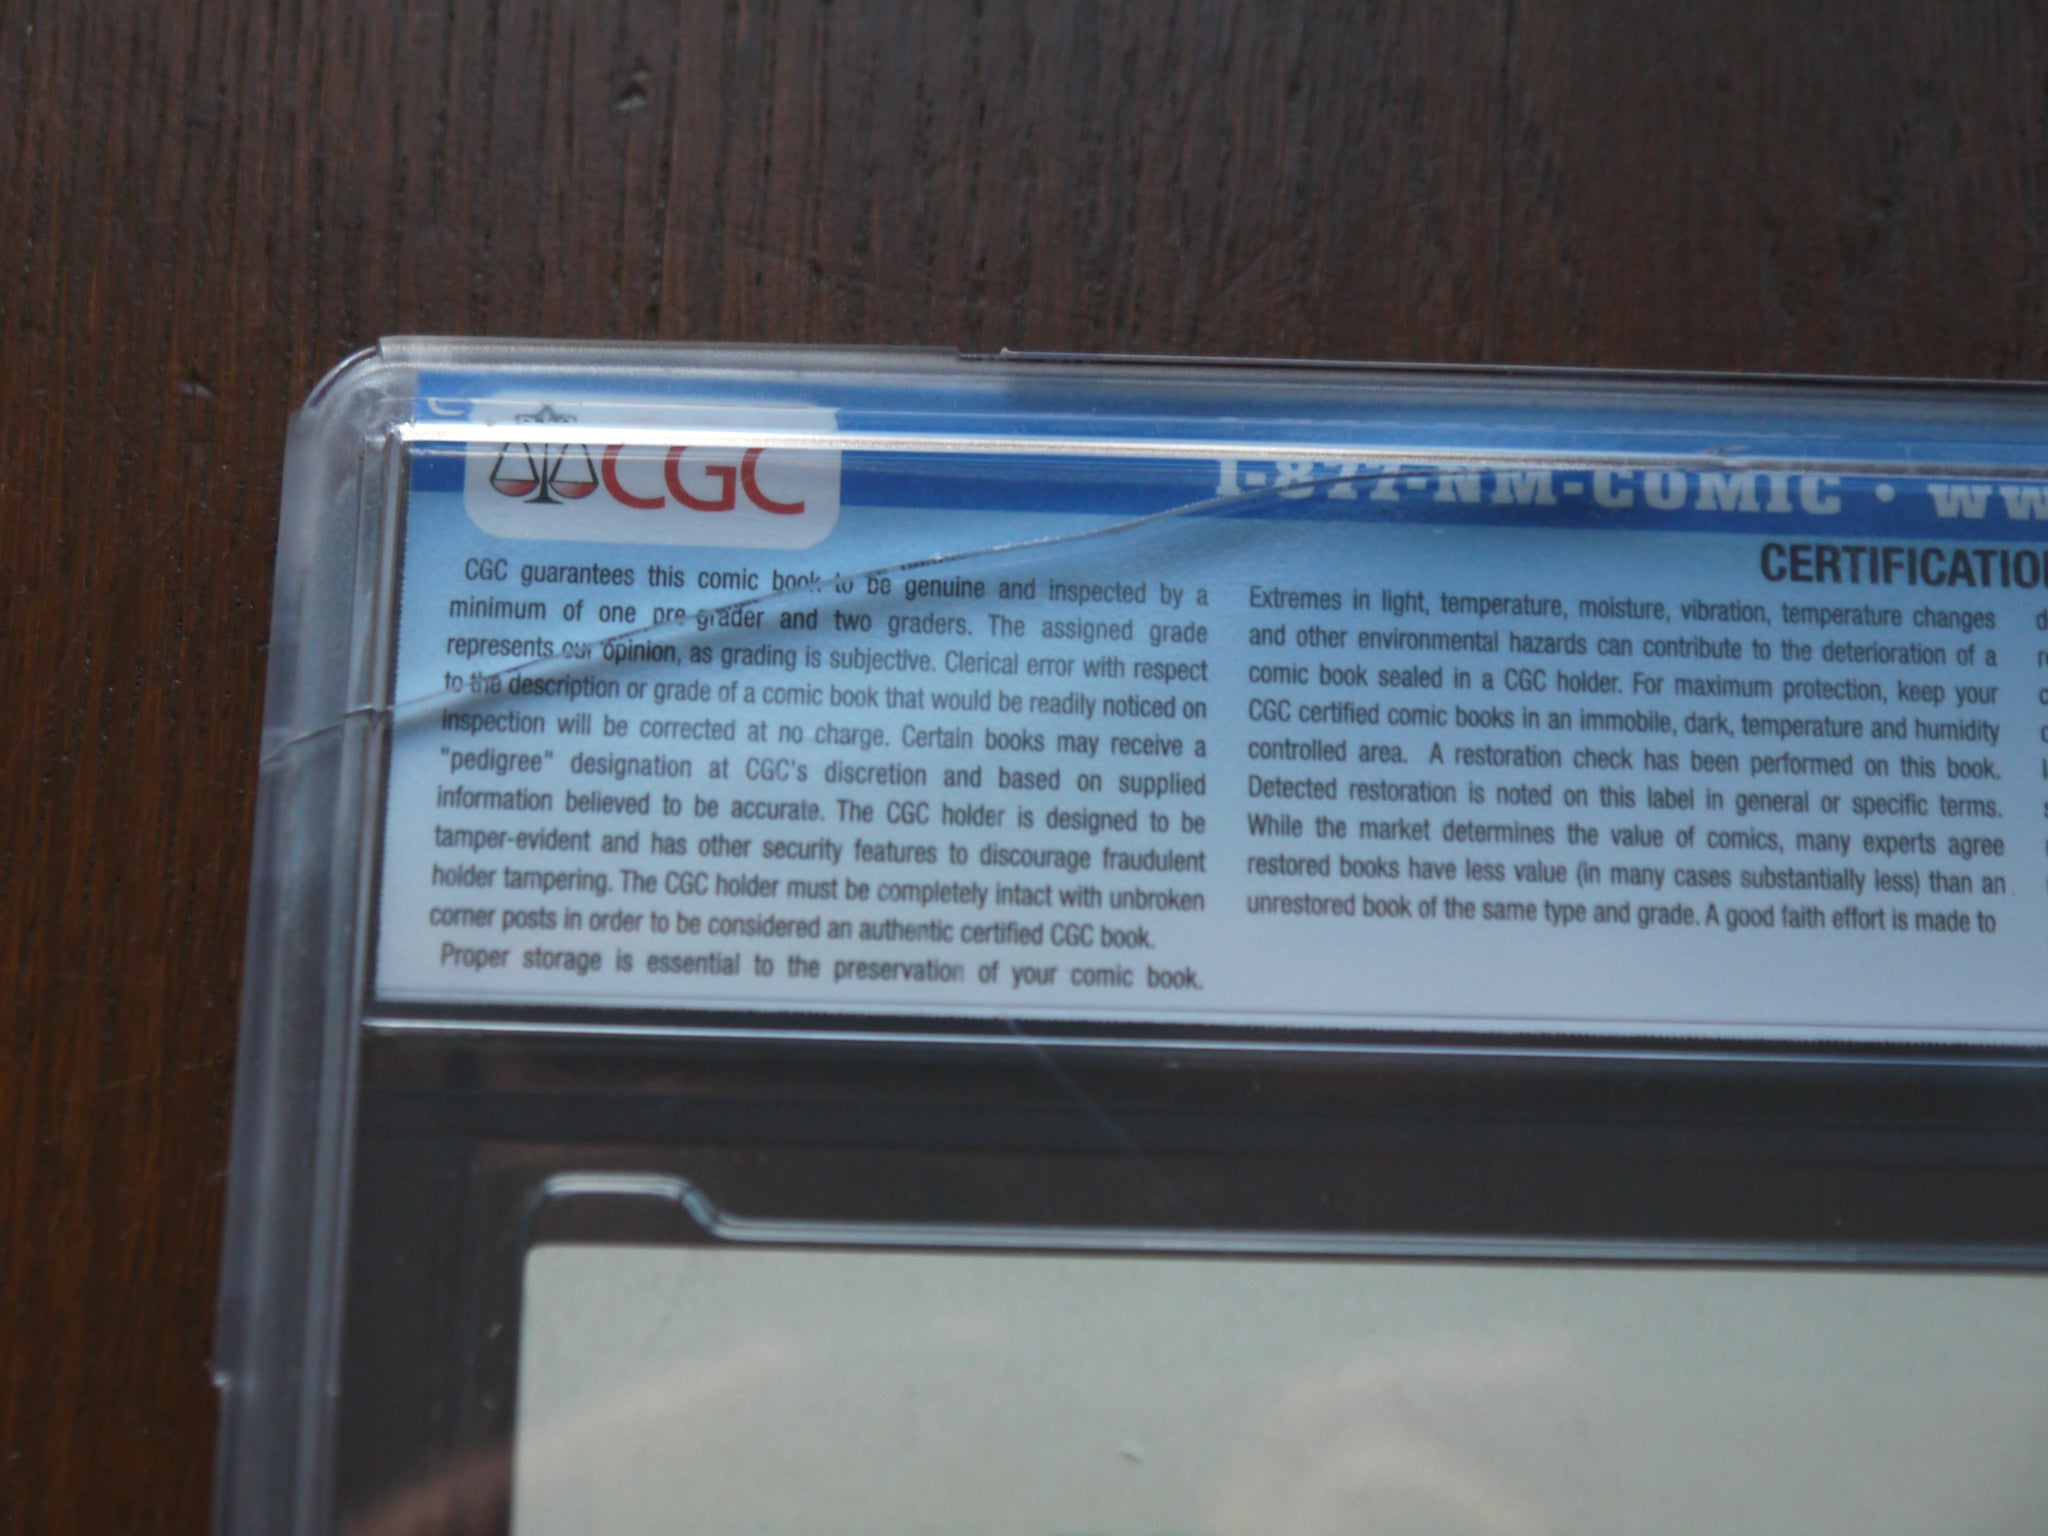 CGC
1-877-NM-COMIC •
CERTIFICATIO
CGC guarantees this comic book to be genuine and inspected by a
minimum of one pre grader and two graders. The assigned grade
represents our opinion, as grading is subjective. Clerical error with respect
to the description or grade of a comic book that would be readily noticed on
inspection will be corrected at no charge. Certain books may receive a
"pedigree" designation at CGC's discretion and based on supplied
information believed to be accurate. The CGC holder is designed to be
tamper-evident and has other security features to discourage fraudulent
holder tampering. The CGC holder must be completely intact with unbroken
corner posts in order to be considered an authentic certified CGC book.
Proper storage is essential to the preservation of your comic book.
Extremes in light, temperature, moisture, vibration, temperature changes
and other environmental hazards can contribute to the deterioration of a
comic book sealed in a CGC holder. For maximum protection, keep your
CGC certified comic books in an immobile, dark, temperature and humidity
controlled area. A restoration check has been performed on this book.
Detected restoration is noted on this label in general or specific terms.
While the market determines the value of comics, many experts agree
restored books have less value (in many cases substantially less) than an
unrestored book of the same type and grade. A good faith effort is made to